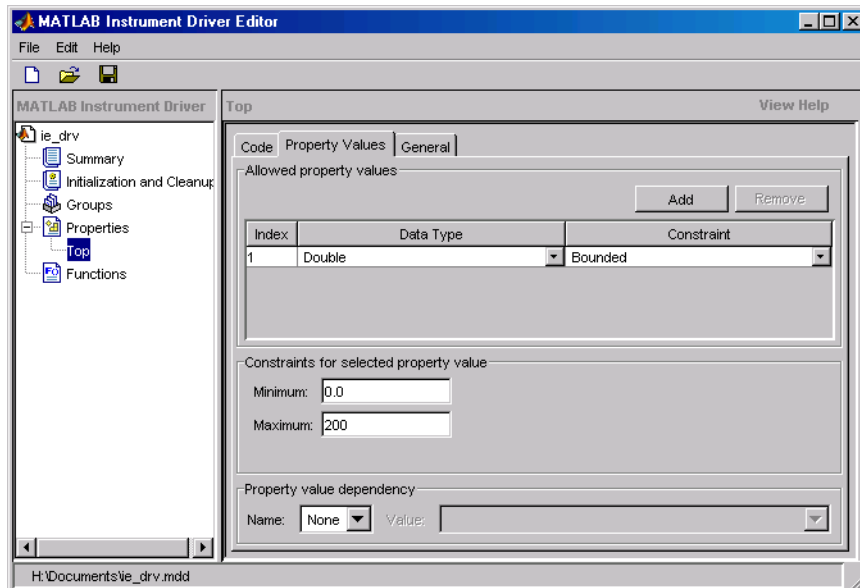 MATLAB Instrument Driver Editor
File Edit Help
MATLAB Instrument Driver
Top
View Help
ie_drv
Summary
Initialization and Cleanup
Groups
Properties
Top
Functions
Code Property Values General
Allowed property values
Add Remove
Index Data Type Constraint
1 Double Bounded
Constraints for selected property value
Minimum: 0.0
Maximum: 200
Property value dependency
Name: None Value:
H:\Documents\ie_drv.mdd